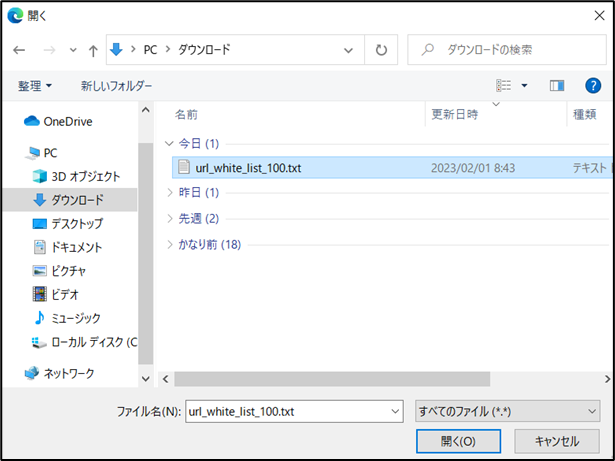 開く
PC ダウンロード ダウンロードの検索
整理 新しいフォルダー
名前 更新日時 種類
OneDrive
PC
3D オブジェクト
ダウンロード
デスクトップ
ドキュメント
ピクチャ
ビデオ
ミュージック
ローカル ディスク (C
ネットワーク
今日 (1)
url_white_list_100.txt 2023/02/01 8:43 テキスト
昨日 (1)
先週 (2)
かなり前 (18)
ファイル名(N): url_white_list_100.txt すべてのファイル (*.*)
開く(O) キャンセル